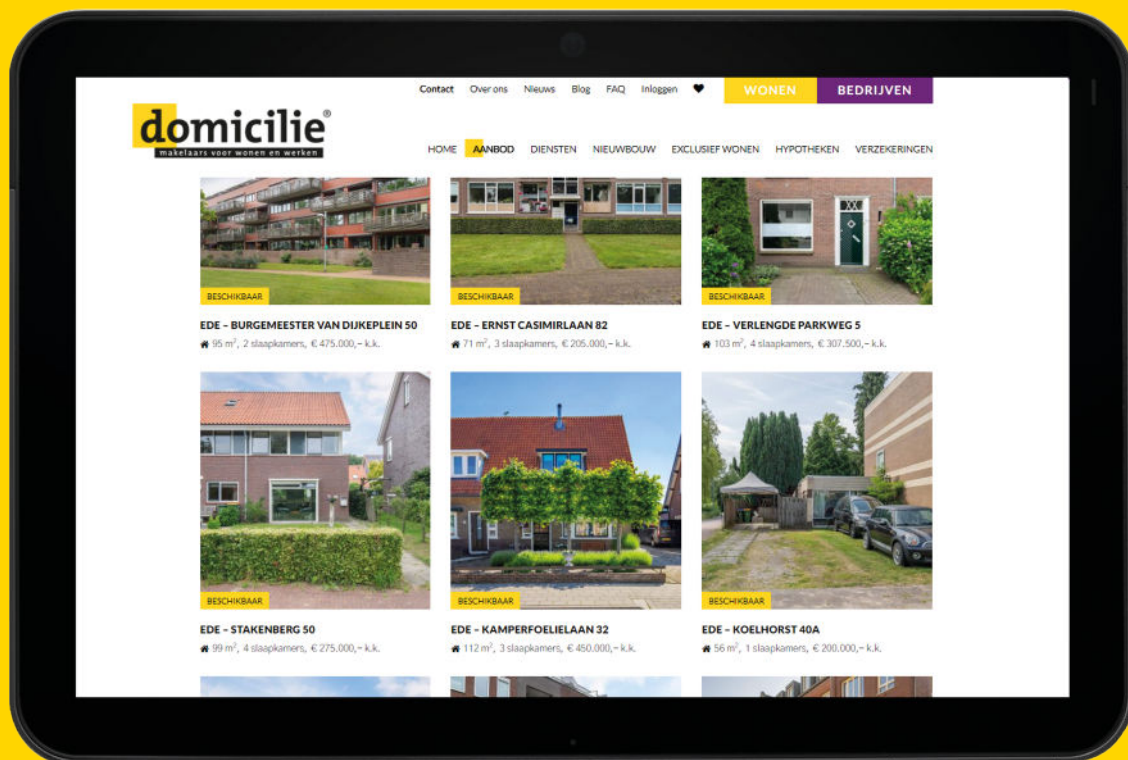 Contact Over ons Nieuws Blog FAQ Inloggen WONEN BEDRIJVEN
domicilie®
makelaars voor wonen en werken
HOME AANBOD DIENSTEN NIEUWBOUW EXCLUSIEF WONEN HYPOTHEKEN VERZEKERINGEN
BESCHIKBAAR BESCHIKBAAR BESCHIKBAAR
EDE – BURGEMEESTER VAN DIJKEPLEIN 50 EDE – ERNST CASIMIRLAAN 82 EDE – VERLENGDE PARKWEG 5
95 m², 2 slaapkamers, € 475.000,– k.k. 71 m², 3 slaapkamers, € 205.000,– k.k. 103 m², 4 slaapkamers, € 307.500,– k.k.
BESCHIKBAAR BESCHIKBAAR BESCHIKBAAR
EDE – STAKENBERG 50 EDE – KAMPERFOELIELAAN 32 EDE – KOELHORST 40A
99 m², 4 slaapkamers, € 275.000,– k.k. 112 m², 3 slaapkamers, € 450.000,– k.k. 56 m², 1 slaapkamers, € 200.000,– k.k.